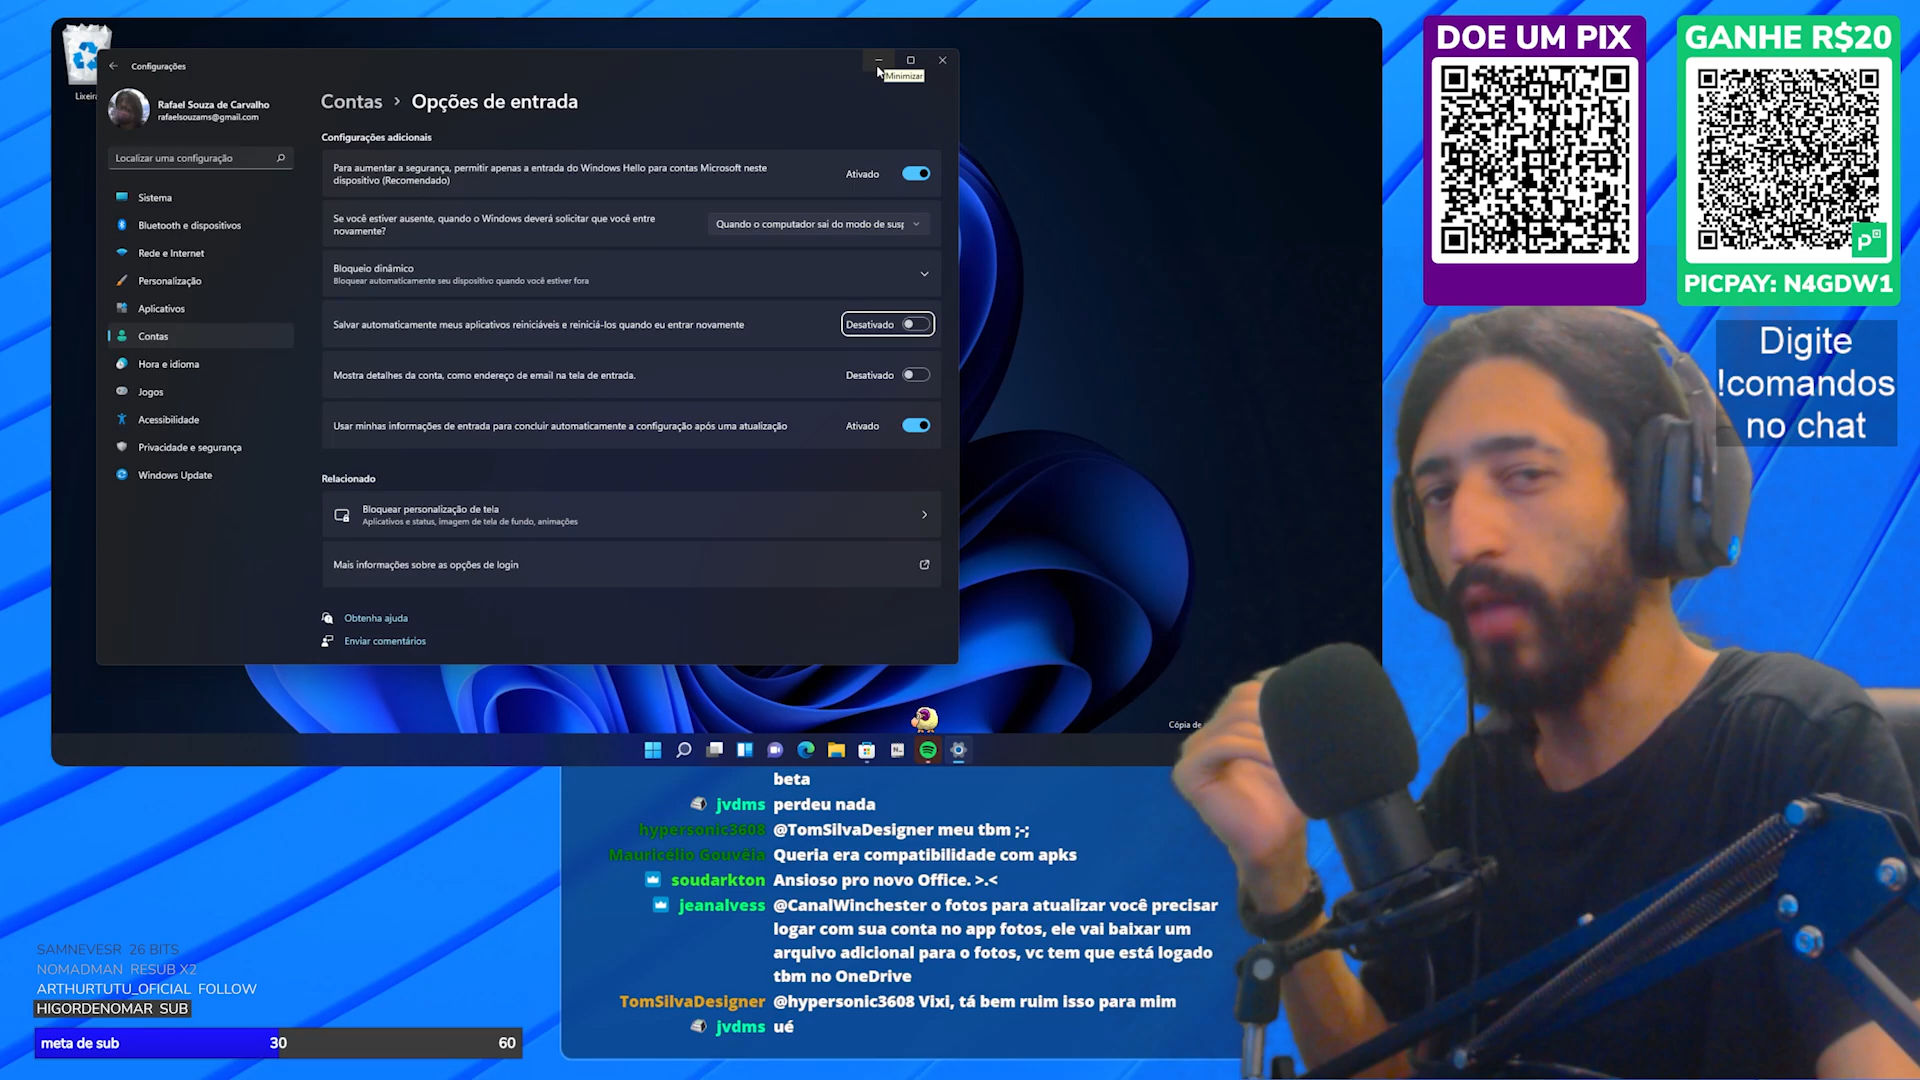 Lixeira
Configurações
Minimizar
Rafael Souza de Carvalho
rafaelsouzams@gmail.com
Localizar uma configuração
Sistema
Bluetooth e dispositivos
Rede e Internet
Personalização
Aplicativos
Contas
Hora e idioma
Jogos
Acessibilidade
Privacidade e segurança
Windows Update
Contas > Opções de entrada
Configurações adicionais
Para aumentar a segurança, permitir apenas a entrada do Windows Hello para contas Microsoft neste
dispositivo (Recomendado)
Ativado
Se você estiver ausente, quando o Windows deverá solicitar que você entre
novamente?
Quando o computador sai do modo de susp
Bloqueio dinâmico
Bloquear automaticamente seu dispositivo quando você estiver fora
Salvar automaticamente meus aplicativos reiniciáveis e reiniciá-los quando eu entrar novamente
Desativado
Mostra detalhes da conta, como endereço de email na tela de entrada.
Desativado
Usar minhas informações de entrada para concluir automaticamente a configuração após uma atualização
Ativado
Relacionado
Bloquear personalização de tela
Aplicativos e status, imagem de tela de fundo, animações
Mais informações sobre as opções de login
Obtenha ajuda
Enviar comentários
Cópia de
DOE UM PIX
GANHE R$20
PICPAY: N4GDW1
Digite
!comandos
no chat
beta
jvdms perdeu nada
hypersonic3608 @TomSilvaDesigner meu tbm ;-;
Mauricélio Gouvêia Queria era compatibilidade com apks
soudarkton Ansioso pro novo Office. >.<
jeanalvess @CanalWinchester o fotos para atualizar você precisar
logar com sua conta no app fotos, ele vai baixar um
arquivo adicional para o fotos, vc tem que está logado
tbm no OneDrive
TomSilvaDesigner @hypersonic3608 Vixi, tá bem ruim isso para mim
jvdms ué
SAMNEVESR 26 BITS
NOMADMAN RESUB X2
ARTHURTUTU_OFICIAL FOLLOW
HIGORDENOMAR SUB
meta de sub 30 60